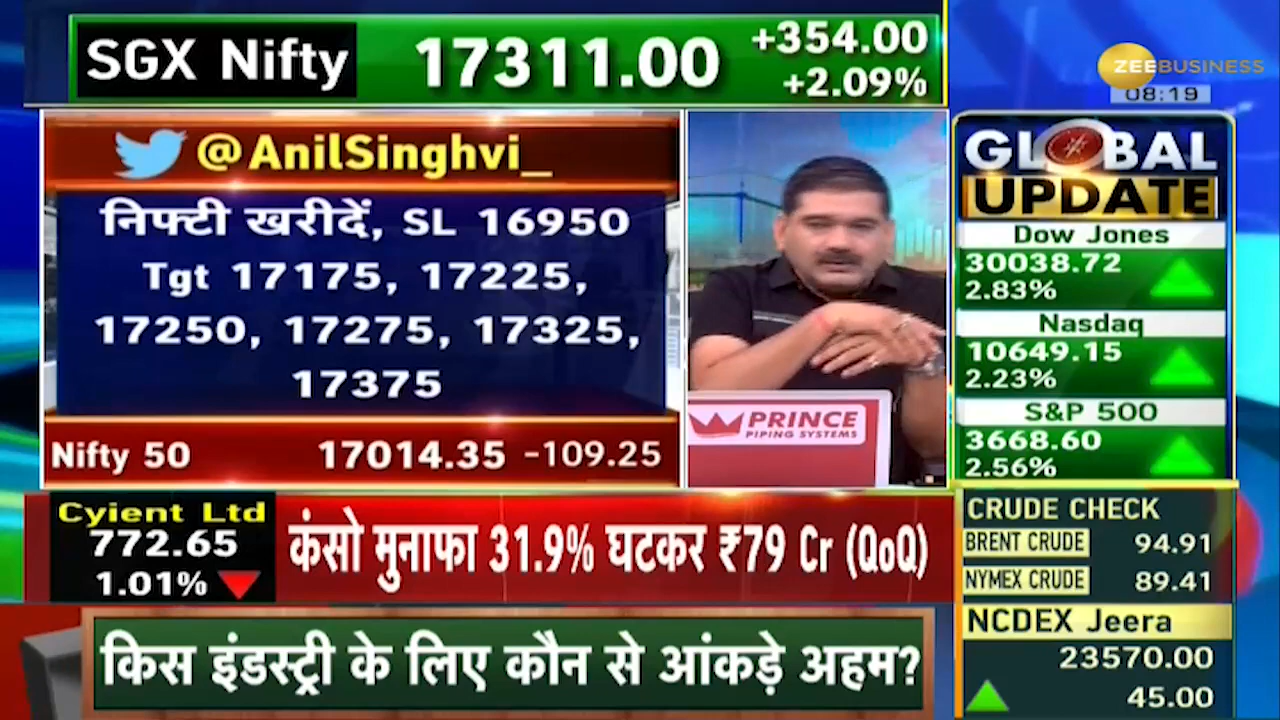 SGX Nifty 17311.00 +354.00
+2.09%
ZEEBUSINESS
08:19
@AnilSinghvi_
निफ्टी खरीदें, SL 16950
Tgt 17175, 17225,
17250, 17275, 17325,
17375
Nifty 50 17014.35 -109.25
PRINCE
PIPING SYSTEMS
GLOBAL
UPDATE
Dow Jones
30038.72
2.83%
Nasdaq
10649.15
2.23%
S&P 500
3668.60
2.56%
Cyient Ltd
772.65
1.01%
कंसो मुनाफा 31.9% घटकर ₹79 Cr (QoQ)
CRUDE CHECK
BRENT CRUDE 94.91
NYMEX CRUDE 89.41
NCDEX Jeera
23570.00
45.00
किस इंडस्ट्री के लिए कौन से आंकड़े अहम?